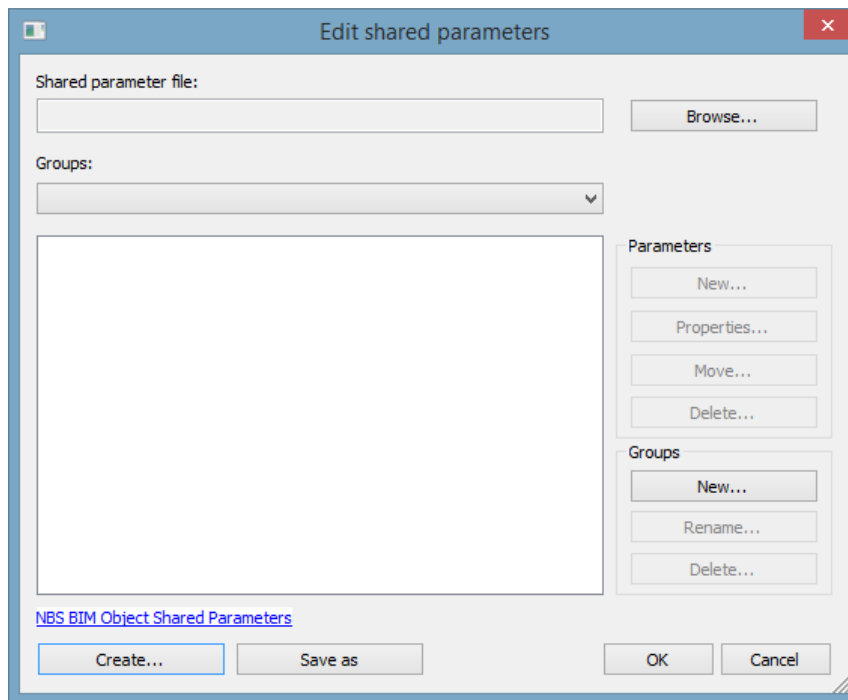 Edit shared parameters
Shared parameter file:
Browse...
Groups:
Parameters
New...
Properties...
Move...
Delete...
Groups
New...
Rename...
Delete...
NBS BIM Object Shared Parameters
Create...
Save as
OK
Cancel